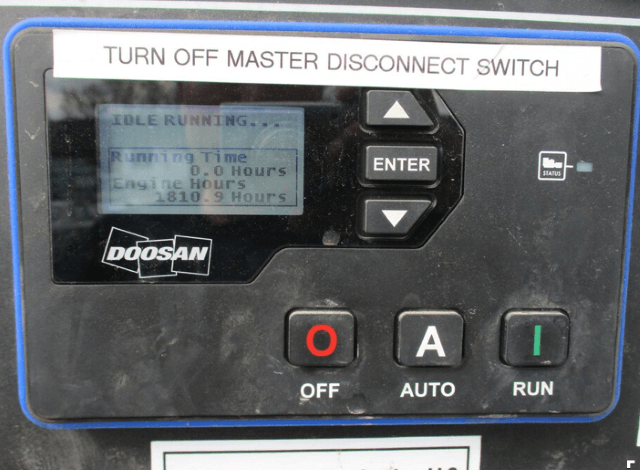 TURN OFF MASTER DISCONNECT SWITCH
IDLE RUNNING...
Running Time
0.0 Hours
Engine Hours
1810.9 Hours
ENTER
STATUS
DOOSAN
O
A
I
OFF
AUTO
RUN